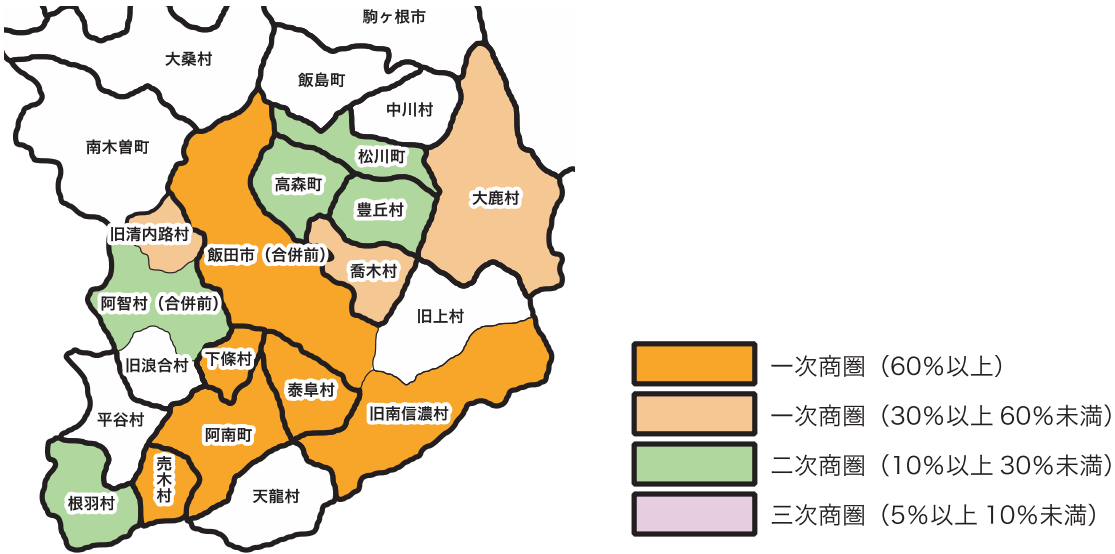 駒ヶ根市
大桑村
飯島町
中川村
南木曽町
松川町
高森町
大鹿村
豊丘村
旧清内路村
飯田市（合併前）
喬木村
阿智村（合併前）
旧上村
下條村
旧浪合村
泰阜村
旧南信濃村
平谷村
阿南町
売木村
天龍村
根羽村
一次商圏（60%以上）
一次商圏（30%以上 60%未満）
二次商圏（10%以上 30%未満）
三次商圏（5%以上 10%未満）